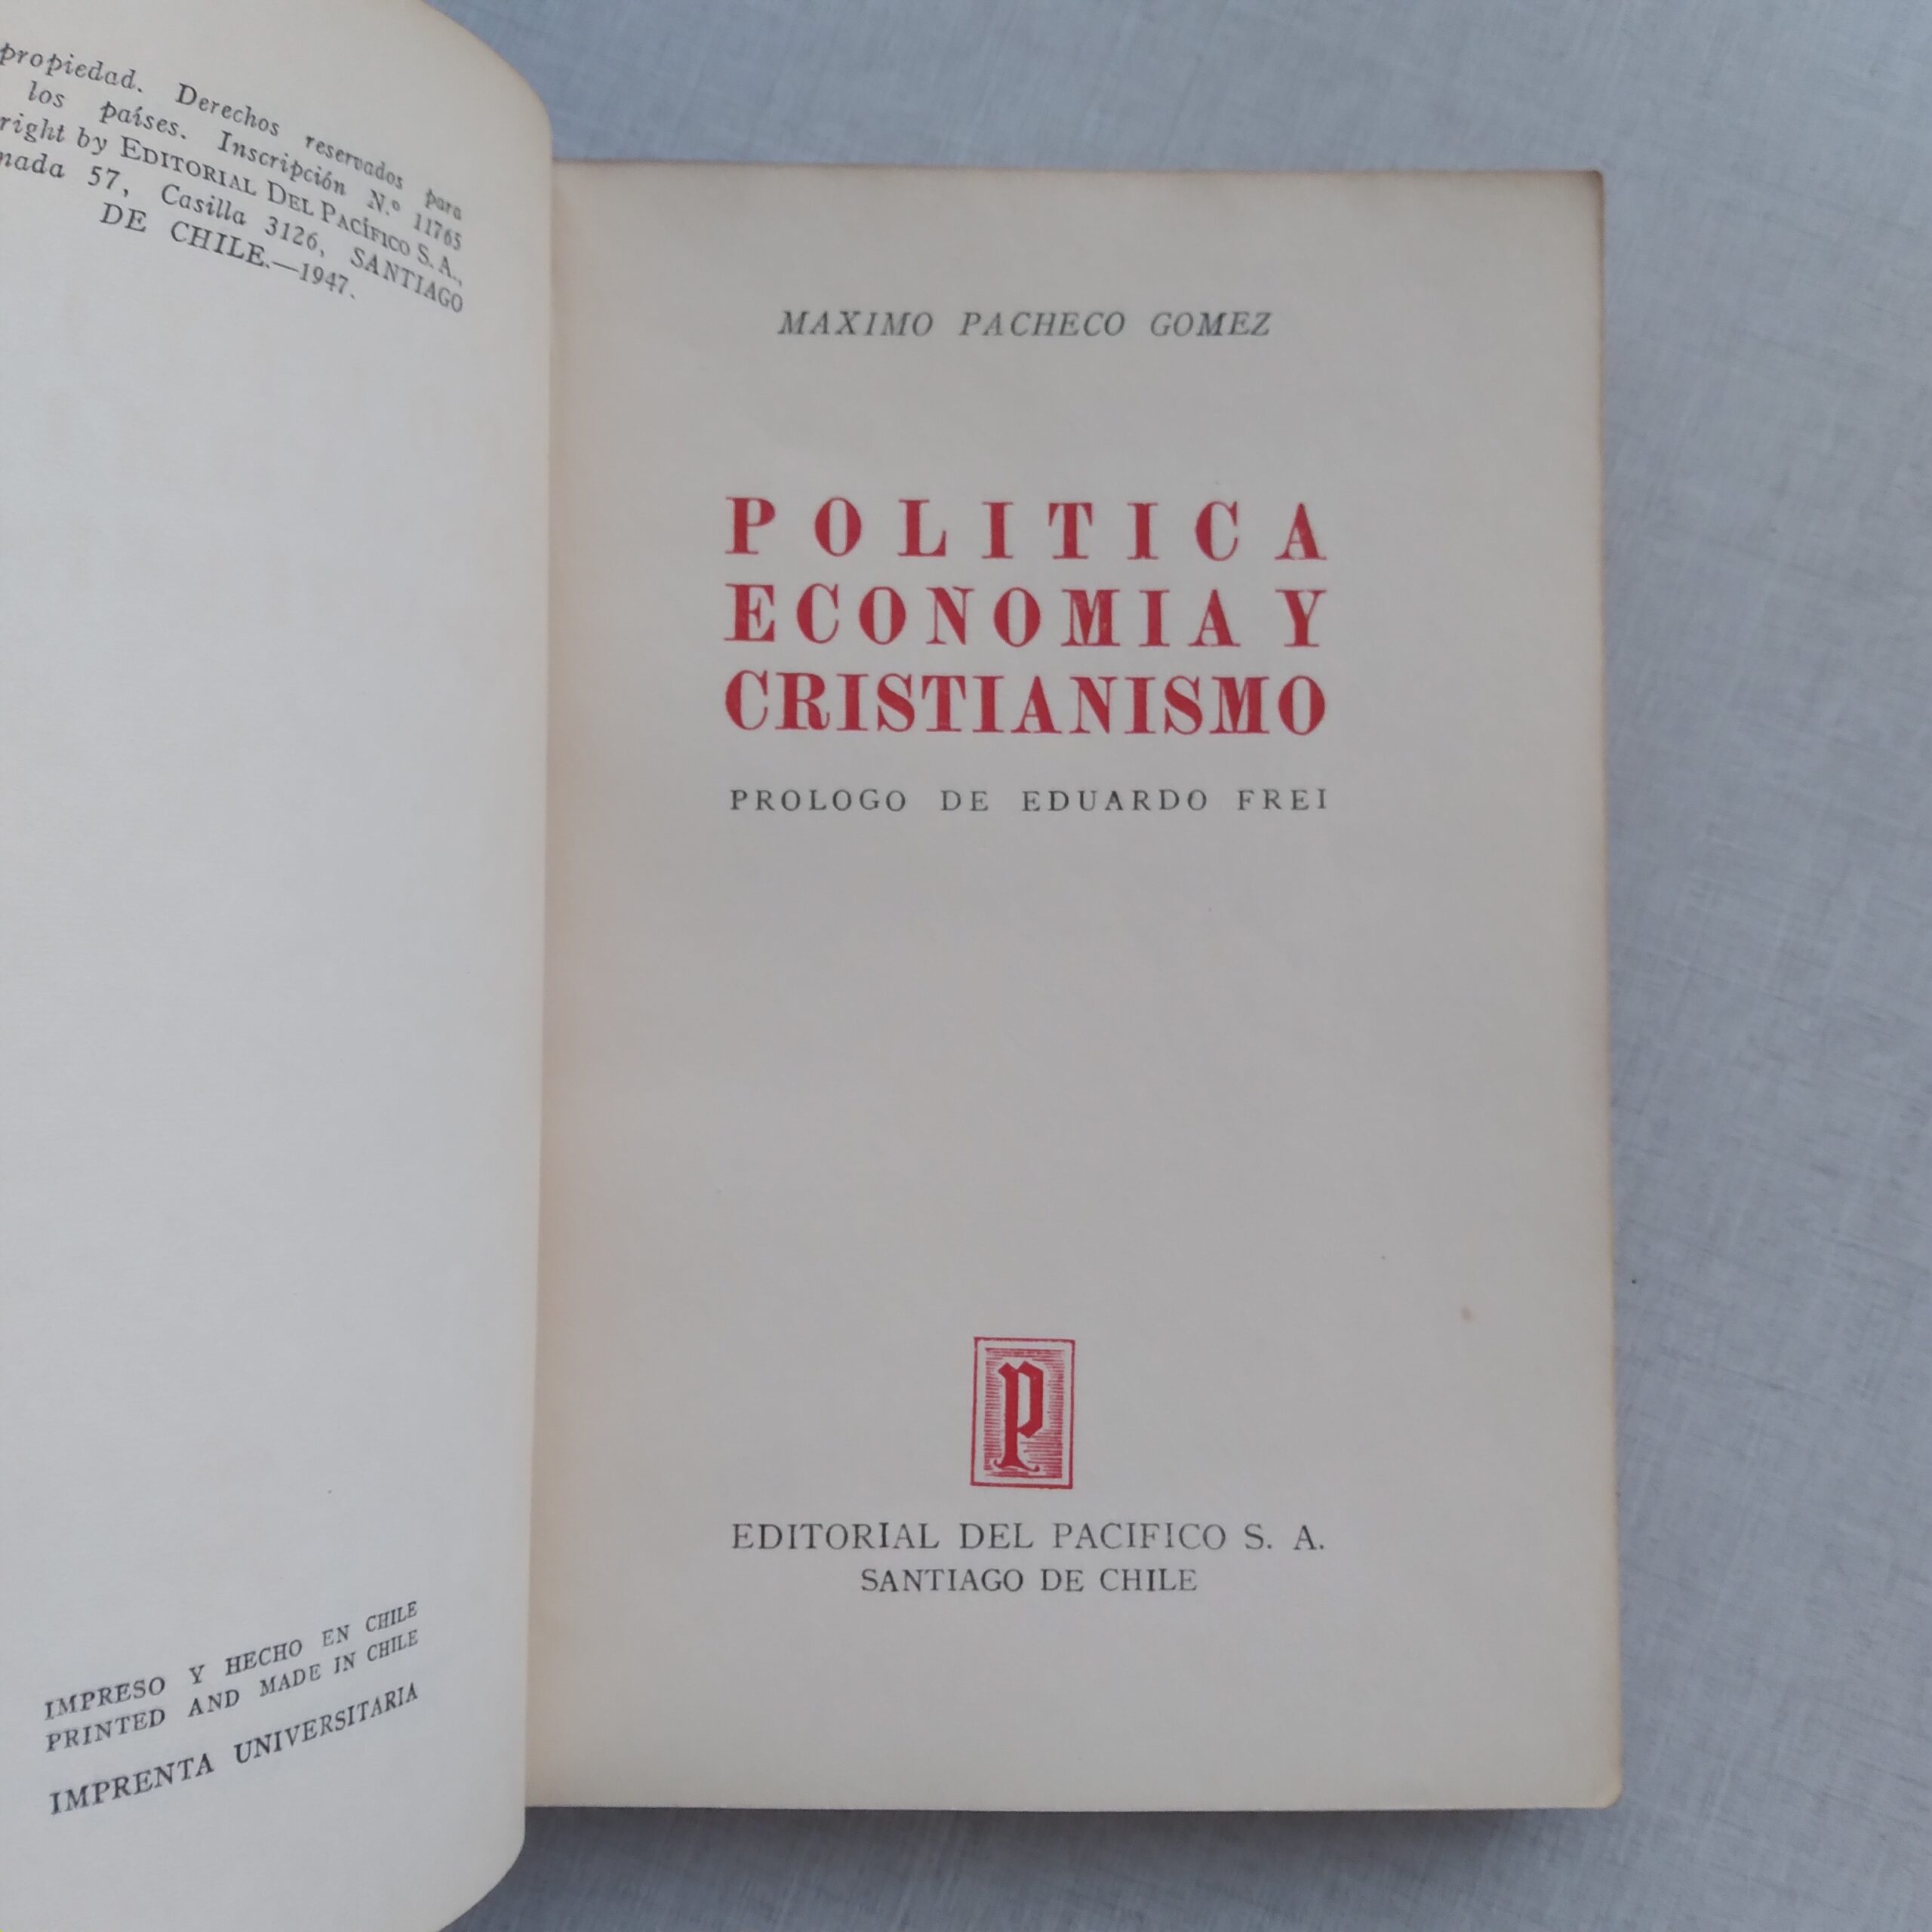 propiedad. Derechos reservados para
los países. Inscripción N.º 11765
right by EDITORIAL DEL PACÍFICO S. A.,
57, Casilla 3126, SANTIAGO
DE CHILE.—1947.
IMPRESO Y HECHO EN CHILE
PRINTED AND MADE IN CHILE
IMPRENTA UNIVERSITARIA
MAXIMO PACHECO GOMEZ
POLITICA
ECONOMIA Y
CRISTIANISMO
PROLOGO DE EDUARDO FREI
P
EDITORIAL DEL PACIFICO S. A.
SANTIAGO DE CHILE